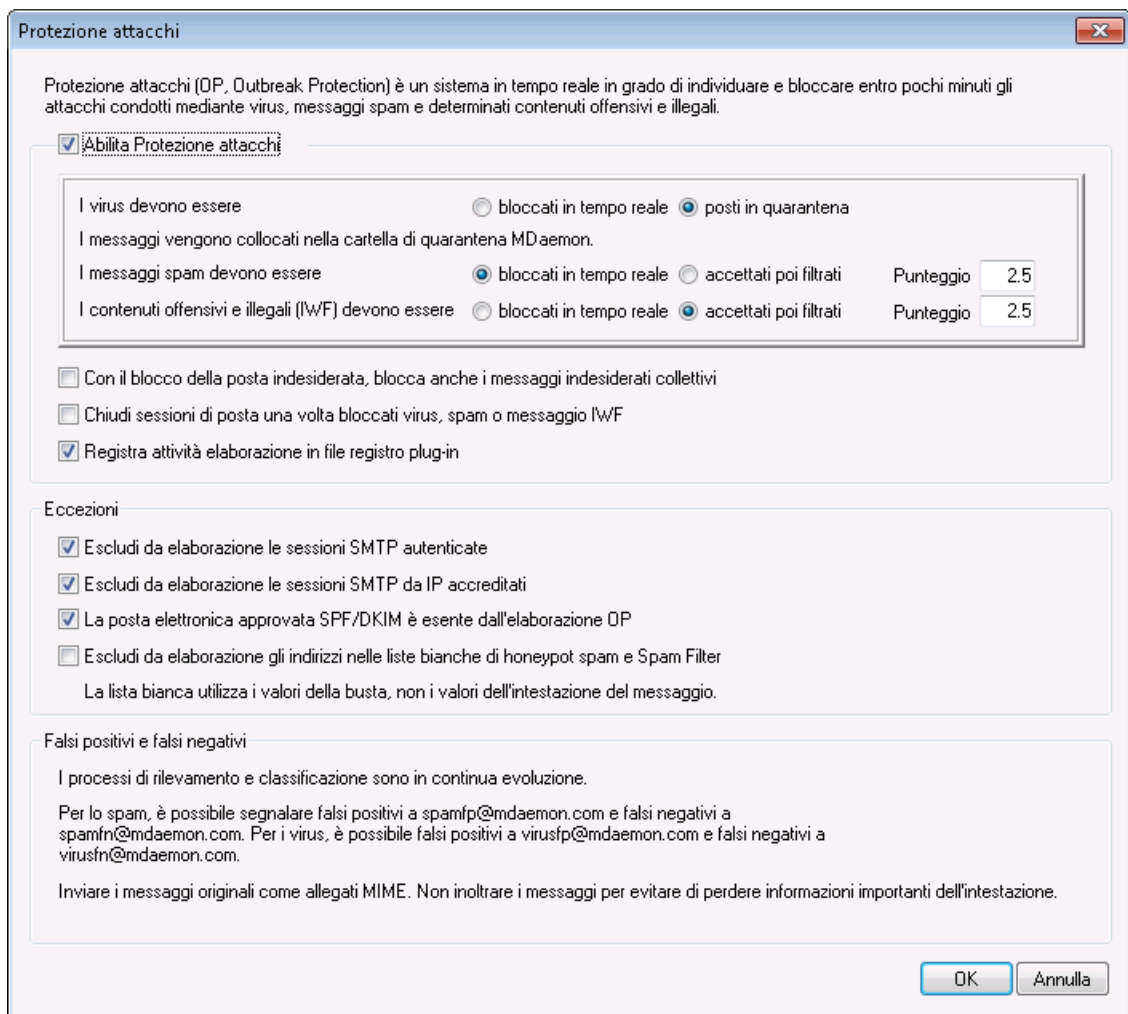 Protezione attacchi
Protezione attacchi (OP, Outbreak Protection) è un sistema in tempo reale in grado di individuare e bloccare entro pochi minuti gli
attacchi condotti mediante virus, messaggi spam e determinati contenuti offensivi e illegali.
Abilita Protezione attacchi
I virus devono essere bloccati in tempo reale posti in quarantena
I messaggi vengono collocati nella cartella di quarantena MDaemon.
I messaggi spam devono essere bloccati in tempo reale accettati poi filtrati Punteggio 2.5
I contenuti offensivi e illegali (IWF) devono essere bloccati in tempo reale accettati poi filtrati Punteggio 2.5
Con il blocco della posta indesiderata, blocca anche i messaggi indesiderati collettivi
Chiudi sessioni di posta una volta bloccati virus, spam o messaggio IWF
Registra attività elaborazione in file registro plug-in
Eccezioni
Escludi da elaborazione le sessioni SMTP autenticate
Escludi da elaborazione le sessioni SMTP da IP accreditati
La posta elettronica approvata SPF/DKIM è esente dall'elaborazione OP
Escludi da elaborazione gli indirizzi nelle liste bianche di honeypot spam e Spam Filter
La lista bianca utilizza i valori della busta, non i valori dell'intestazione del messaggio.
Falsi positivi e falsi negativi
I processi di rilevamento e classificazione sono in continua evoluzione.
Per lo spam, è possibile segnalare falsi positivi a spamfp@mdaemon.com e falsi negativi a
spamfn@mdaemon.com. Per i virus, è possibile falsi positivi a virusfp@mdaemon.com e falsi negativi a
virusfn@mdaemon.com.
Inviare i messaggi originali come allegati MIME. Non inoltrare i messaggi per evitare di perdere informazioni importanti dell'intestazione.
OK Annulla